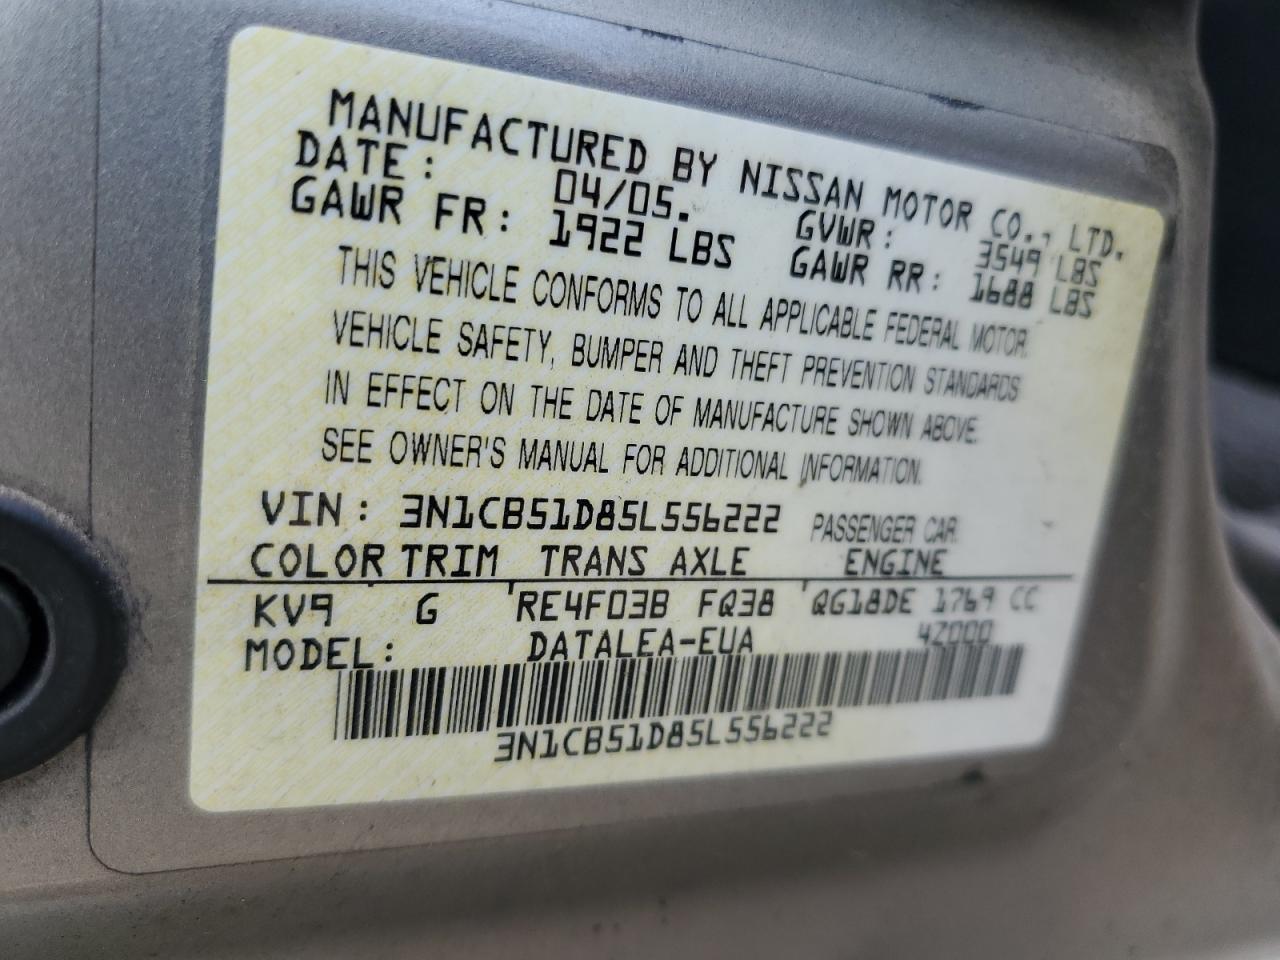 MANUFACTURED BY NISSAN MOTOR CO., LTD.
DATE: 04/05. GVWR: 3549 LBS
GAWR FR: 1922 LBS GAWR RR: 1688 LBS
THIS VEHICLE CONFORMS TO ALL APPLICABLE FEDERAL MOTOR
VEHICLE SAFETY, BUMPER AND THEFT PREVENTION STANDARDS
IN EFFECT ON THE DATE OF MANUFACTURE SHOWN ABOVE.
SEE OWNER'S MANUAL FOR ADDITIONAL INFORMATION.
VIN: 3N1CB51D85L556222 PASSENGER CAR.
COLOR TRIM TRANS AXLE ENGINE
KV9 G RE4F03B FQ38 QG18DE 1769 CC
MODEL: DATALEA-EUA 4Z000
3N1CB51D85L556222